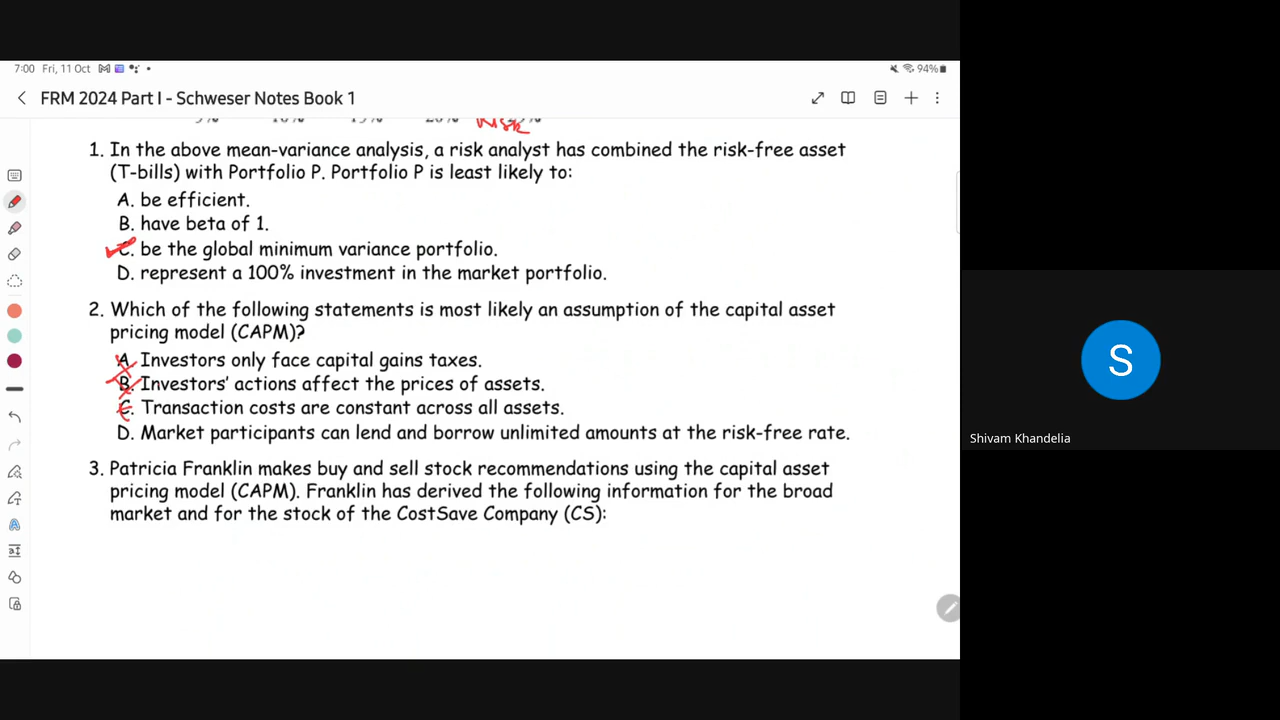 7:00 Fri, 11 Oct
94%
FRM 2024 Part I - Schweser Notes Book 1
Risk
1. In the above mean-variance analysis, a risk analyst has combined the risk-free asset
(T-bills) with Portfolio P. Portfolio P is least likely to:
A. be efficient.
B. have beta of 1.
C. be the global minimum variance portfolio.
D. represent a 100% investment in the market portfolio.
2. Which of the following statements is most likely an assumption of the capital asset
pricing model (CAPM)?
A. Investors only face capital gains taxes.
B. Investors' actions affect the prices of assets.
C. Transaction costs are constant across all assets.
D. Market participants can lend and borrow unlimited amounts at the risk-free rate.
3. Patricia Franklin makes buy and sell stock recommendations using the capital asset
pricing model (CAPM). Franklin has derived the following information for the broad
market and for the stock of the CostSave Company (CS):
S
Shivam Khandelia